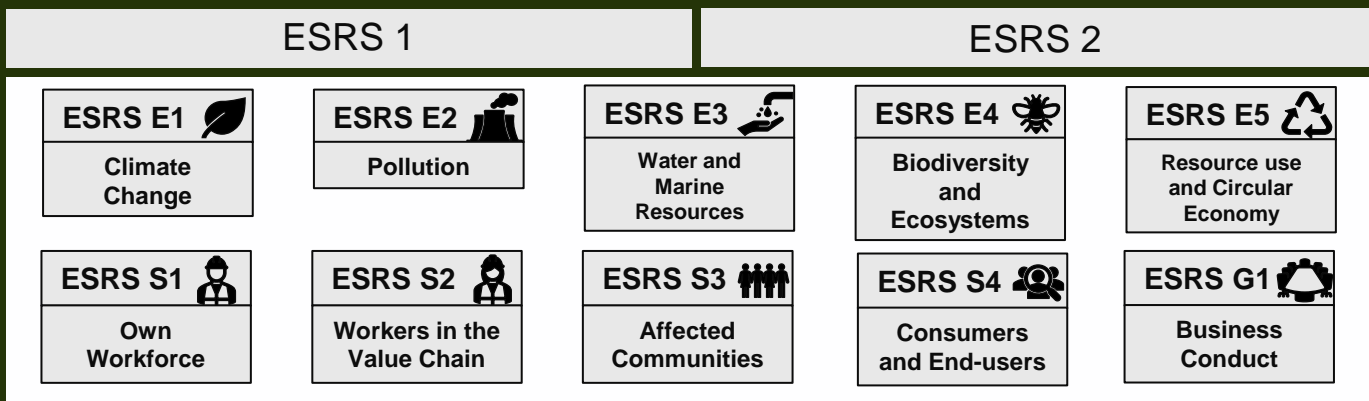 ESRS 1
ESRS 2
ESRS E1
Climate
Change
ESRS E2
Pollution
ESRS E3
Water and
Marine
Resources
ESRS E4
Biodiversity
and
Ecosystems
ESRS E5
Resource use
and Circular
Economy
ESRS S1
Own
Workforce
ESRS S2
Workers in the
Value Chain
ESRS S3
Affected
Communities
ESRS S4
Consumers
and End-users
ESRS G1
Business
Conduct